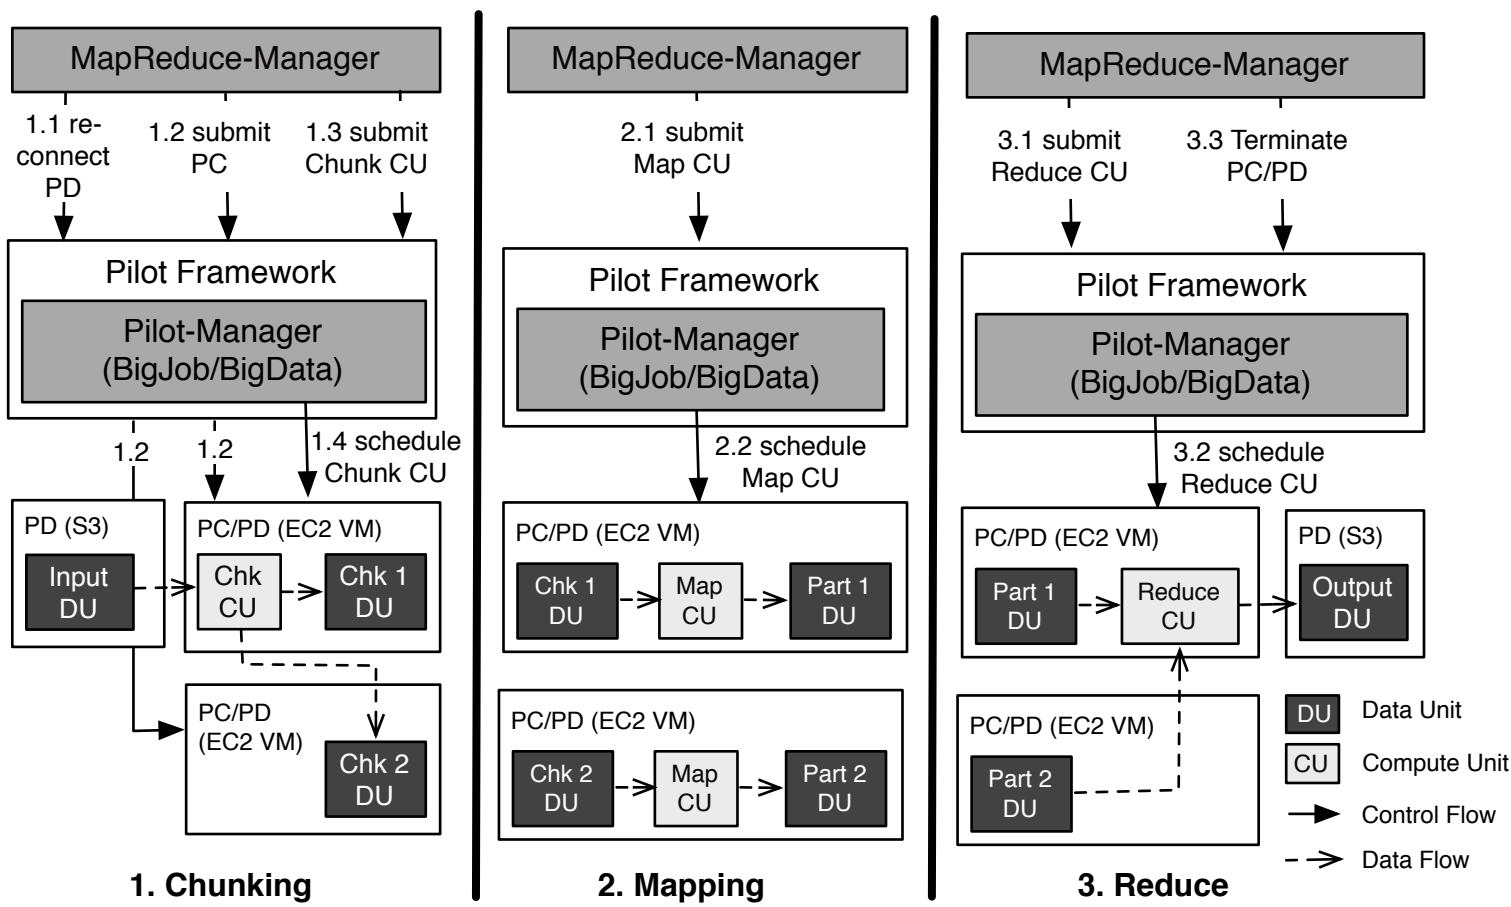 MapReduce-Manager
1.1 re-
connect
PD
1.2 submit
PC
1.3 submit
Chunk CU
Pilot Framework
Pilot-Manager
(BigJob/BigData)
1.2
1.2
1.4 schedule
Chunk CU
PD (S3)
Input
DU
PC/PD (EC2 VM)
Chk
CU
Chk 1
DU
PC/PD
(EC2 VM)
Chk 2
DU
1. Chunking
MapReduce-Manager
2.1 submit
Map CU
Pilot Framework
Pilot-Manager
(BigJob/BigData)
2.2 schedule
Map CU
PC/PD (EC2 VM)
Chk 1
DU
Map
CU
Part 1
DU
PC/PD (EC2 VM)
Chk 2
DU
Map
CU
Part 2
DU
2. Mapping
MapReduce-Manager
3.1 submit
Reduce CU
3.3 Terminate
PC/PD
Pilot Framework
Pilot-Manager
(BigJob/BigData)
3.2 schedule
Reduce CU
PC/PD (EC2 VM)
Part 1
DU
Reduce
CU
PD (S3)
Output
DU
PC/PD (EC2 VM)
Part 2
DU
DU Data Unit
CU Compute Unit
Control Flow
Data Flow
3. Reduce